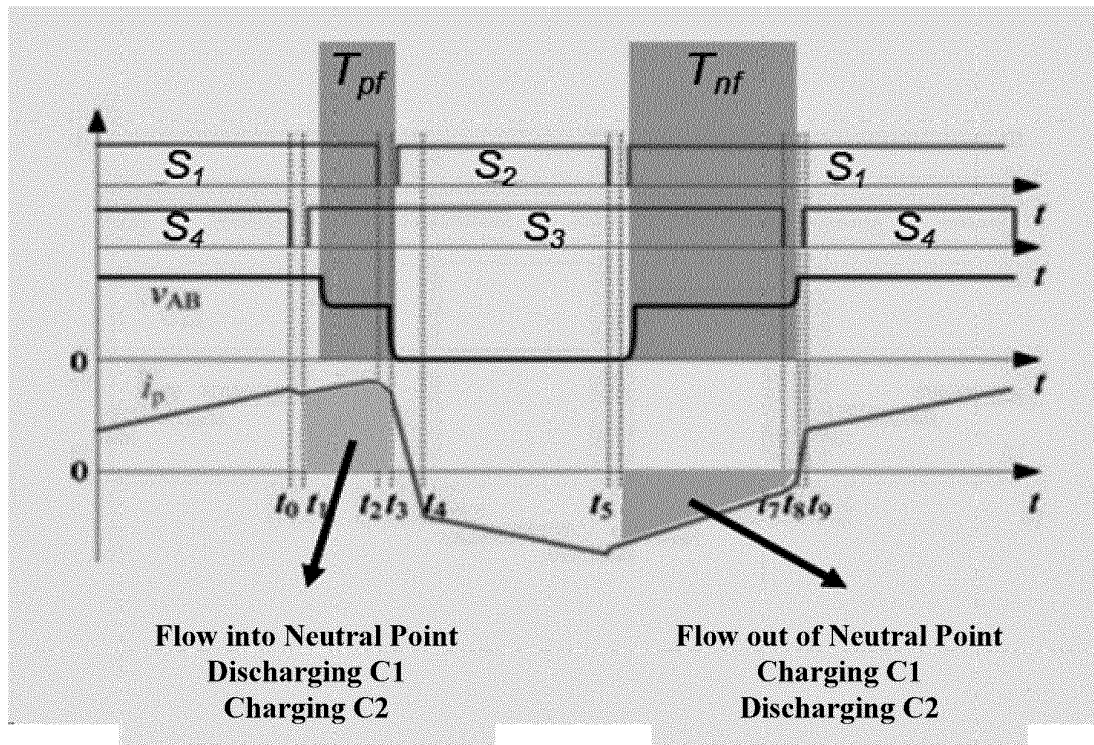 Tpf Tnf
S1 S2 S1
t
S4 S3 S4
t
vAB
0
t
ip
0
t0 t1 t2 t3 t4 t5 t7 t8 t9 t
Flow into Neutral Point
Discharging C1
Charging C2
Flow out of Neutral Point
Charging C1
Discharging C2